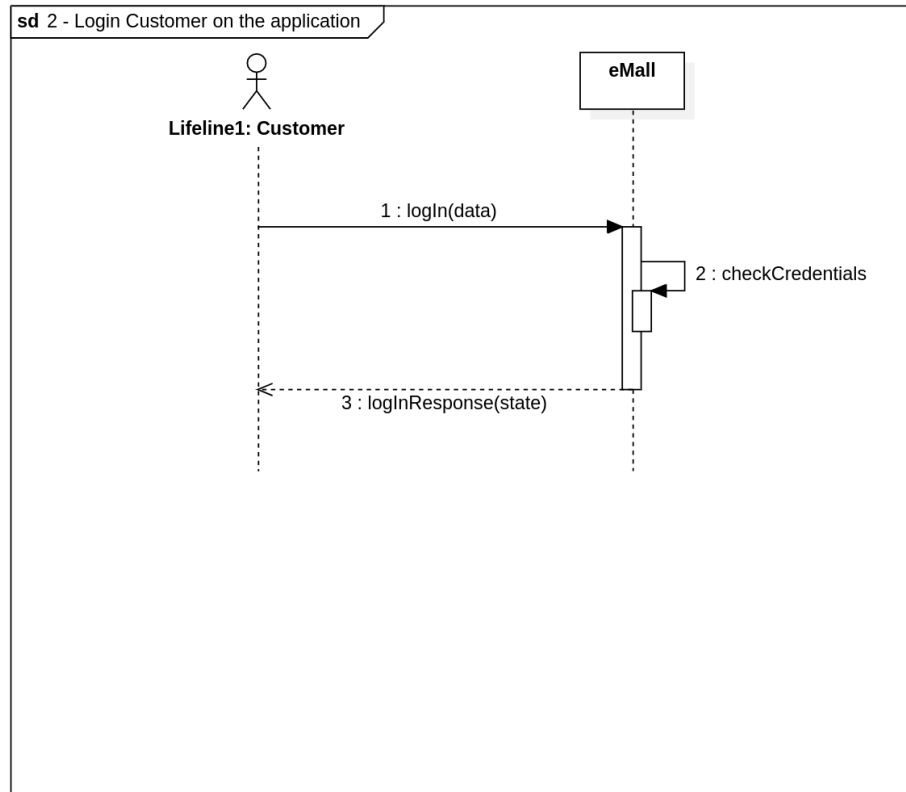 sd 2 - Login Customer on the application
eMall
Lifeline1: Customer
1 : logIn(data)
2 : checkCredentials
3 : logInResponse(state)